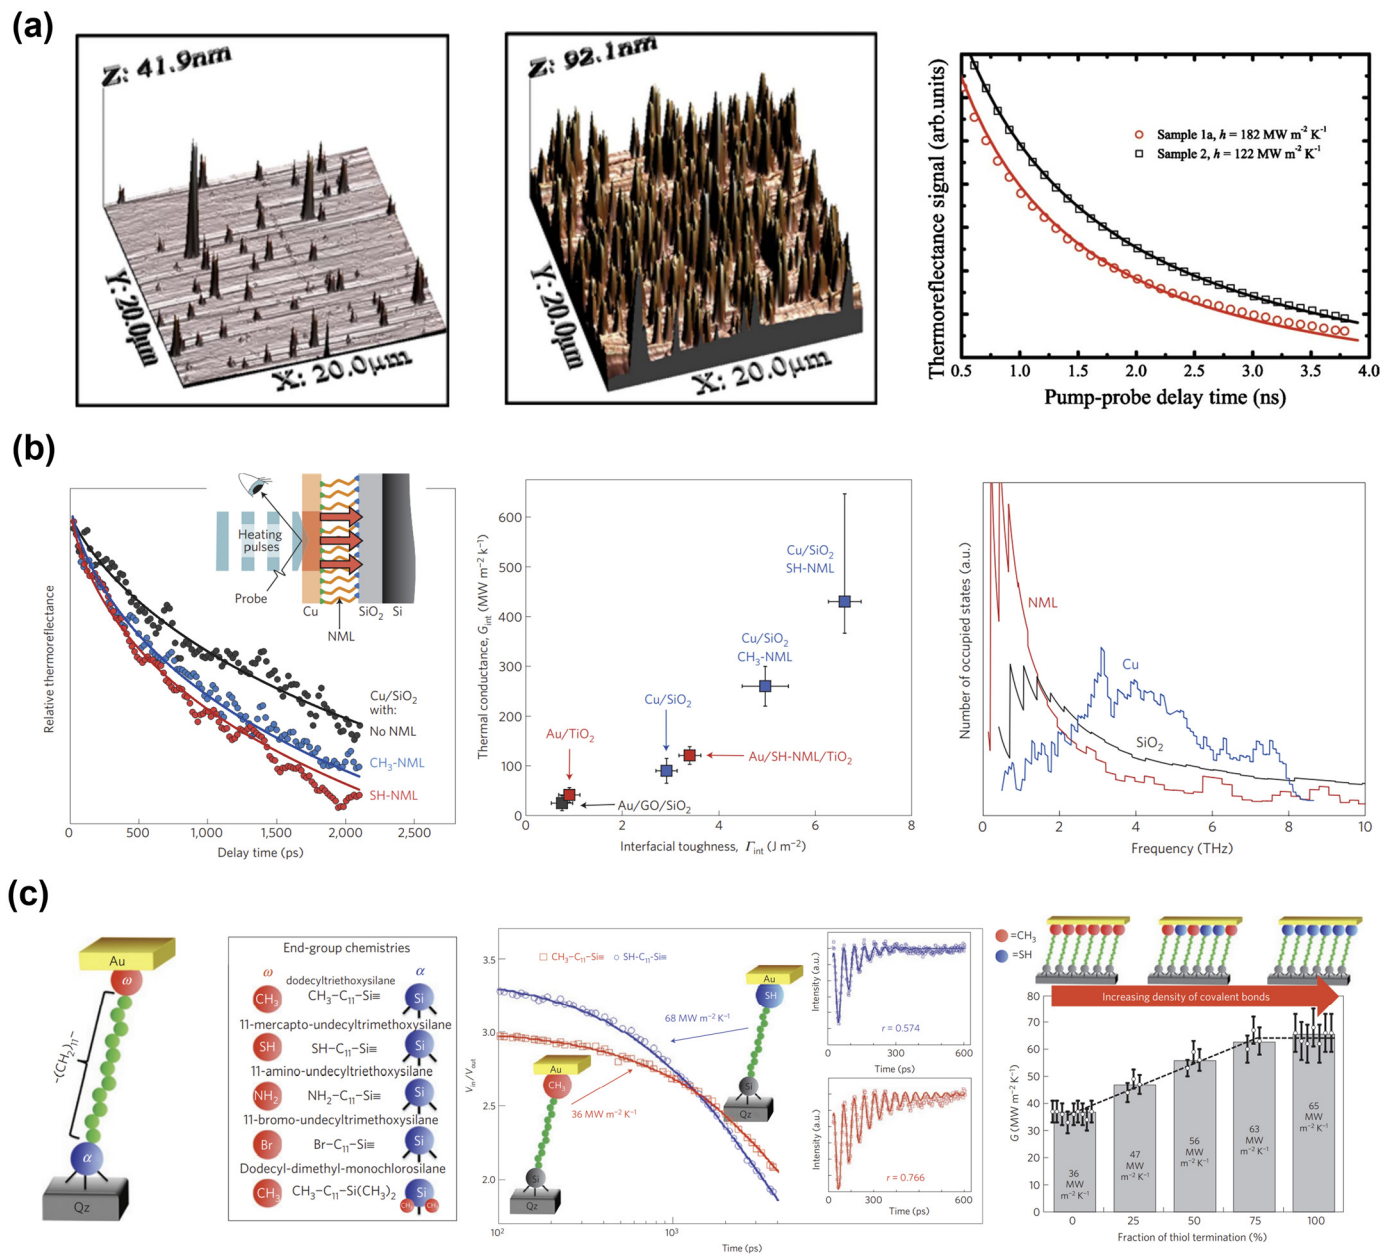 (a)
Z: 41.9nm
Y: 20.0μm
X: 20.0μm
Z: 92.1nm
Y: 20.0μm
X: 20.0μm
Thermoreflectance signal (arb.units)
Sample 1a, h = 182 MW m⁻² K⁻¹
Sample 2, h = 122 MW m⁻² K⁻¹
0.5 1.0 1.5 2.0 2.5 3.0 3.5 4.0
Pump-probe delay time (ns)
(b)
Relative thermoreflectance
Heating
pulses
Probe
Cu
NML
SiO₂
Si
Cu/SiO₂
with:
No NML
CH₃-NML
SH-NML
0 500 1,000 1,500 2,000 2,500
Delay time (ps)
Thermal conductance, G_int (MW m⁻² k⁻¹)
600
500
400
300
200
100
0
Cu/SiO₂
SH-NML
Cu/SiO₂
CH₃-NML
Cu/SiO₂
Au/TiO₂
Au/SH-NML/TiO₂
Au/GO/SiO₂
0 2 4 6 8
Interfacial toughness, Γ_int (J m⁻²)
Number of occupied states (a.u.)
NML
Cu
SiO₂
0 2 4 6 8 10
Frequency (THz)
(c)
Au
ω
-(CH₂)₁₁-
α
Qz
End-group chemistries
ω
α
dodecyltriethoxysilane
CH₃ CH₃–C₁₁–Si≡ Si
11-mercapto-undecyltrimethoxysilane
SH SH–C₁₁–Si≡ Si
11-amino-undecyltriethoxysilane
NH₂ NH₂–C₁₁–Si≡ Si
11-bromo-undecyltrimethoxysilane
Br Br–C₁₁–Si≡ Si
Dodecyl-dimethyl-monochlorosilane
CH₂ CH₃–C₁₁–Si(CH₃)₂ Si
CH₃ CH₃
V_in/V_out
3.5
3.0
2.5
2.0
CH₃–C₁₁–Si≡ SH–C₁₁–Si≡
68 MW m⁻² K⁻¹
36 MW m⁻² K⁻¹
Au
SH
Si
Qz
Au
CH₃
Si
Qz
10² 10³
Time (ps)
Intensity (a.u.)
r = 0.574
0 300 600
Time (ps)
Intensity (a.u.)
r = 0.766
0 300 600
Time (ps)
=CH₃
=SH
Increasing density of covalent bonds
G (MW m⁻² K⁻¹)
80
70
60
50
40
30
20
10
0
36
MW
m⁻² K⁻¹
47
MW
m⁻² K⁻¹
56
MW
m⁻² K⁻¹
63
MW
m⁻² K⁻¹
65
MW
m⁻² K⁻¹
0 25 50 75 100
Fraction of thiol termination (%)